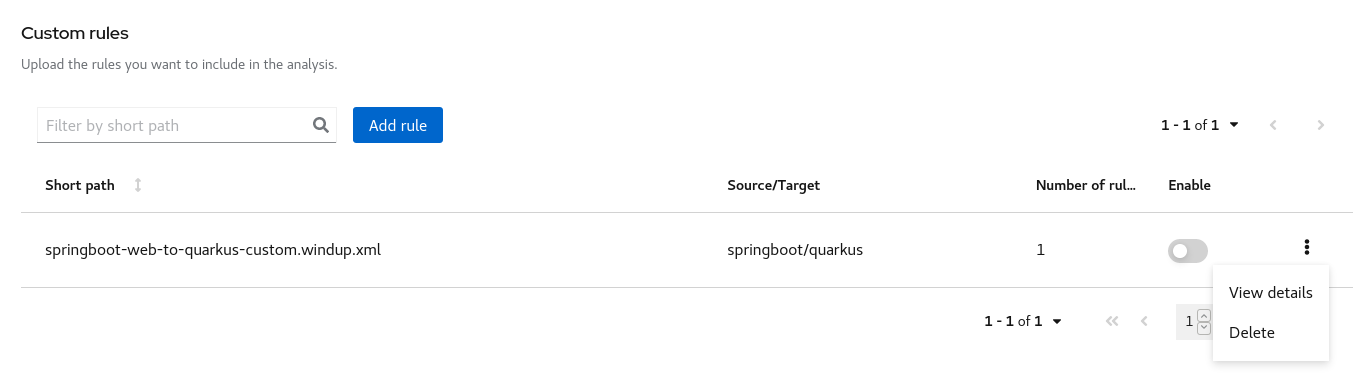 Custom rules
Upload the rules you want to include in the analysis.
Filter by short path
Add rule
1 - 1 of 1
Short path Source/Target Number of rul... Enable
springboot-web-to-quarkus-custom.windup.xml springboot/quarkus 1
View details
1 - 1 of 1 1
Delete